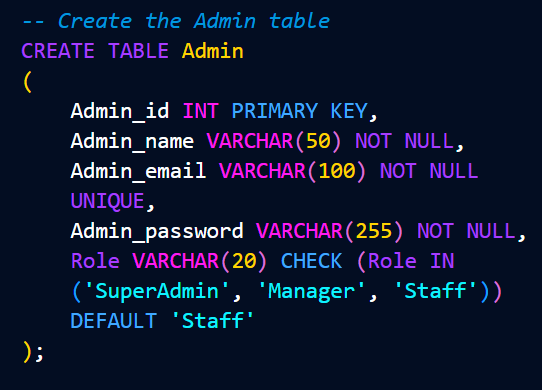 -- Create the Admin table
CREATE TABLE Admin
(
    Admin_id INT PRIMARY KEY,
    Admin_name VARCHAR(50) NOT NULL,
    Admin_email VARCHAR(100) NOT NULL
    UNIQUE,
    Admin_password VARCHAR(255) NOT NULL,
    Role VARCHAR(20) CHECK (Role IN
    ('SuperAdmin', 'Manager', 'Staff'))
    DEFAULT 'Staff'
);